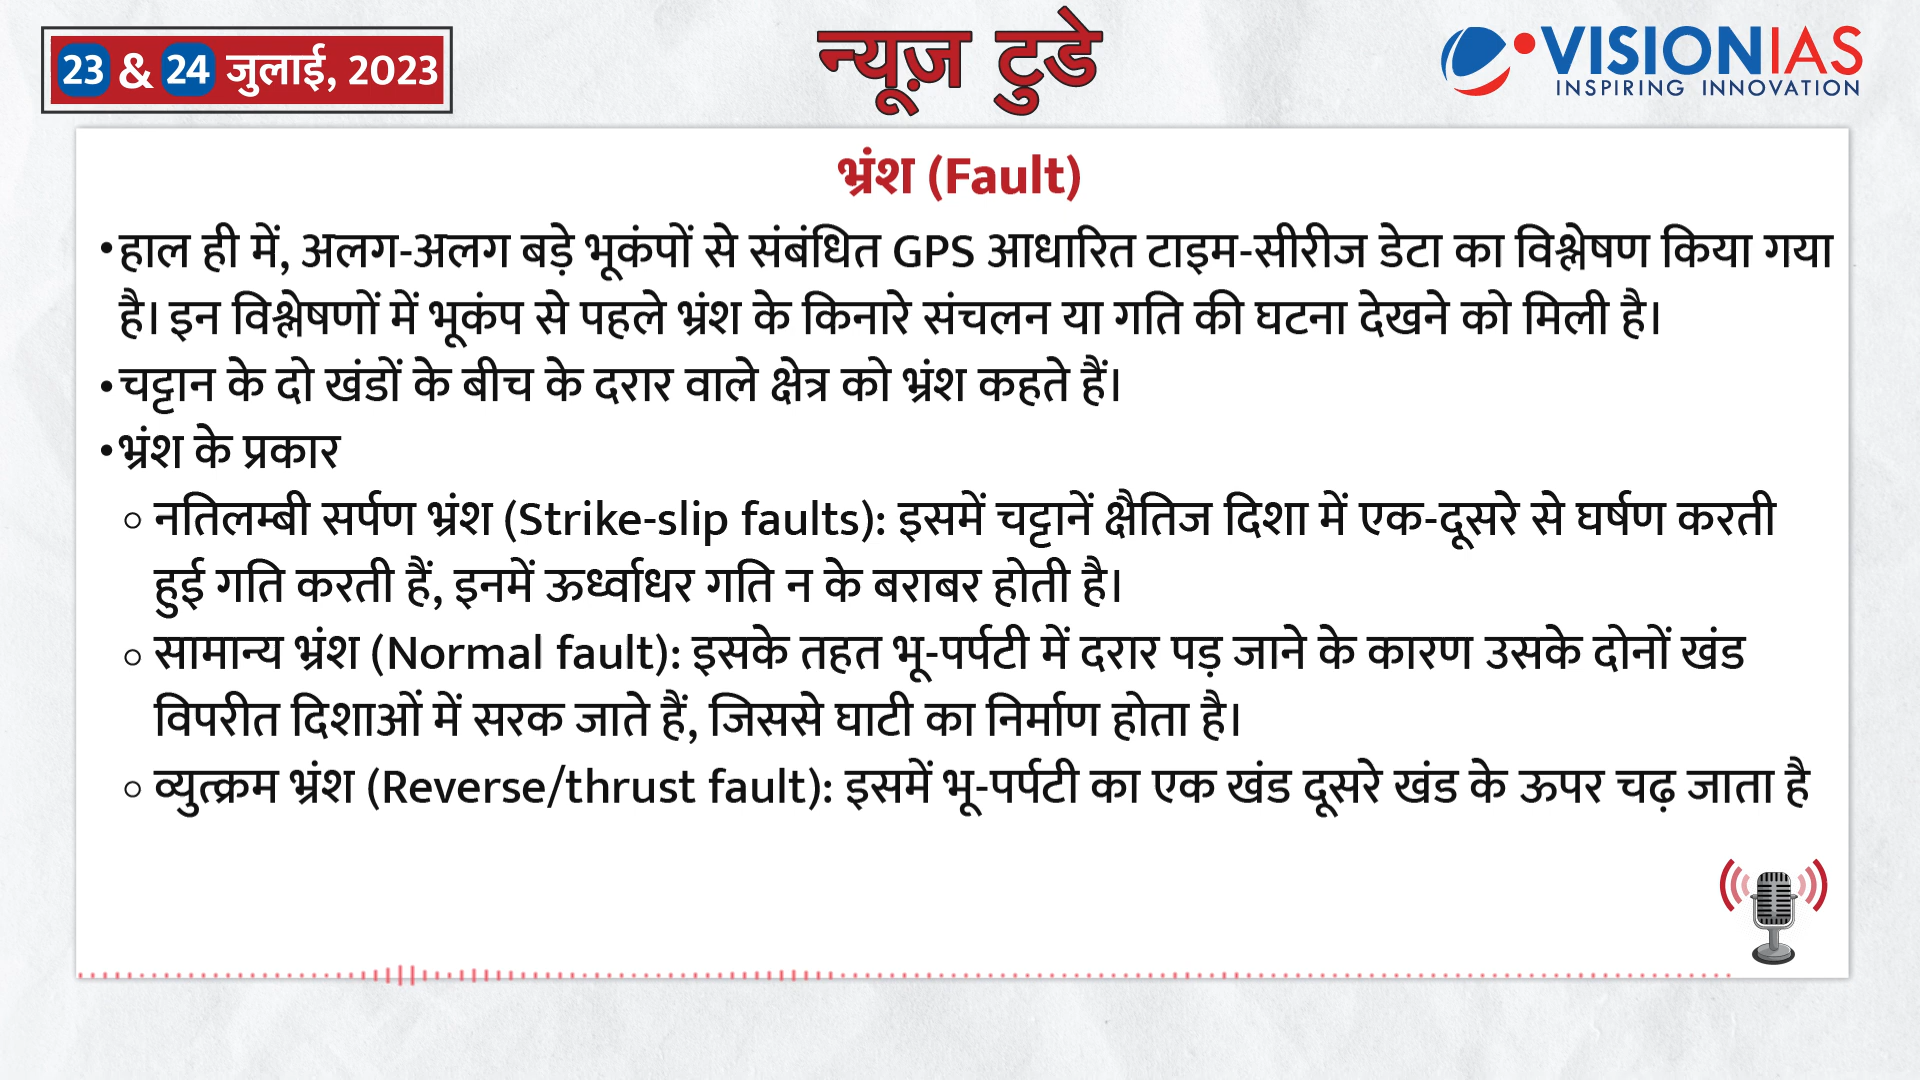 23 & 24 जुलाई, 2023
न्यूज़ टुडे
VISIONIAS
INSPIRING INNOVATION
भ्रंश (Fault)
•हाल ही में, अलग-अलग बड़े भूकंपों से संबंधित GPS आधारित टाइम-सीरीज डेटा का विश्लेषण किया गया
है। इन विश्लेषणों में भूकंप से पहले भ्रंश के किनारे संचलन या गति की घटना देखने को मिली है।
•चट्टान के दो खंडों के बीच के दरार वाले क्षेत्र को भ्रंश कहते हैं।
•भ्रंश के प्रकार
○ नतिलम्बी सर्पण भ्रंश (Strike-slip faults): इसमें चट्टानें क्षैतिज दिशा में एक-दूसरे से घर्षण करती
हुई गति करती हैं, इनमें ऊर्ध्वाधर गति न के बराबर होती है।
○ सामान्य भ्रंश (Normal fault): इसके तहत भू-पर्पटी में दरार पड़ जाने के कारण उसके दोनों खंड
विपरीत दिशाओं में सरक जाते हैं, जिससे घाटी का निर्माण होता है।
○ व्युत्क्रम भ्रंश (Reverse/thrust fault): इसमें भू-पर्पटी का एक खंड दूसरे खंड के ऊपर चढ़ जाता है